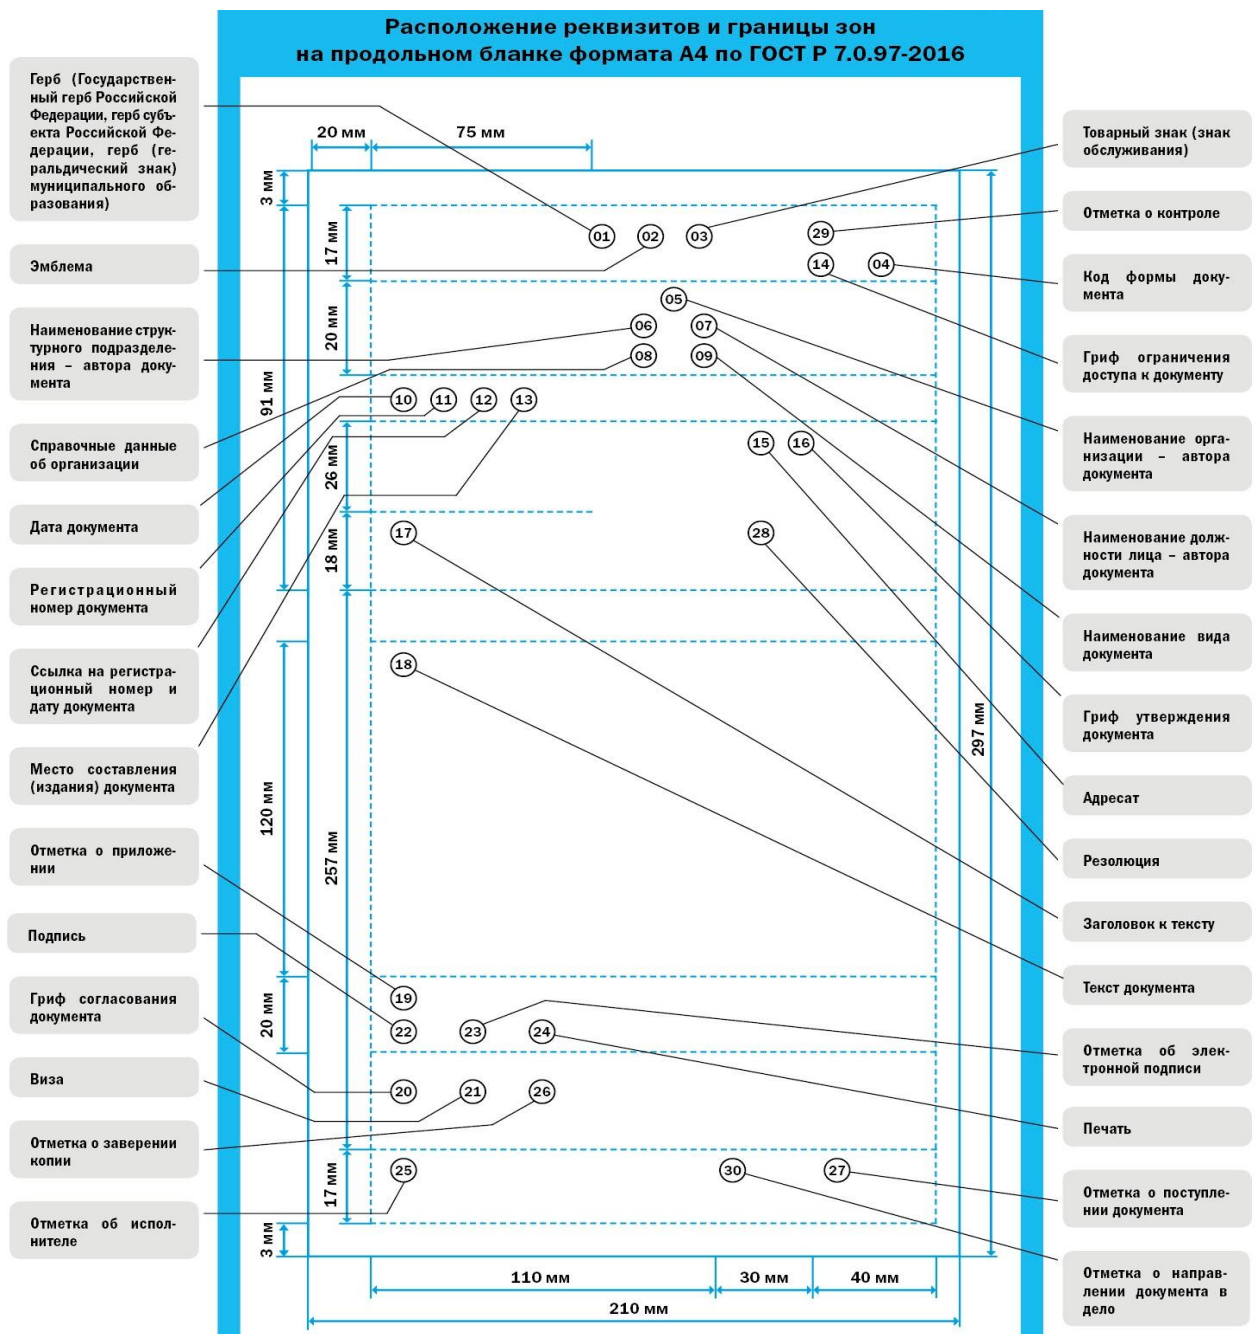 Расположение реквизитов и границы зон
на продольном бланке формата А4 по ГОСТ Р 7.0.97-2016
Герб (Государствен-
ный герб Российской
Федерации, герб субъ-
екта Российской Фе-
дерации, герб (ге-
ральдический знак)
муниципального об-
разования)
Эмблема
Наименование струк-
турного подразделе-
ния – автора доку-
мента
Справочные данные
об организации
Дата документа
Регистрационный
номер документа
Ссылка на регистра-
ционный номер и
дату документа
Место составления
(издания) документа
Отметка о приложе-
нии
Подпись
Гриф согласования
документа
Виза
Отметка о заверении
копии
Отметка об испол-
нителе
20 мм
75 мм
3 мм
17 мм
01
02
03
29
14
04
20 мм
05
06
07
08
09
91 мм
10
11
12
13
26 мм
15
16
18 мм
17
28
18
297 мм
120 мм
257 мм
20 мм
19
22
23
24
20
21
26
17 мм
25
30
27
3 мм
110 мм
30 мм
40 мм
210 мм
Товарный знак (знак
обслуживания)
Отметка о контроле
Код формы доку-
мента
Гриф ограничения
доступа к документу
Наименование орга-
низации – автора
документа
Наименование долж-
ности лица – автора
документа
Наименование вида
документа
Гриф утверждения
документа
Адресат
Резолюция
Заголовок к тексту
Текст документа
Отметка об элек-
тронной подписи
Печать
Отметка о поступле-
нии документа
Отметка о направ-
лении документа в
дело